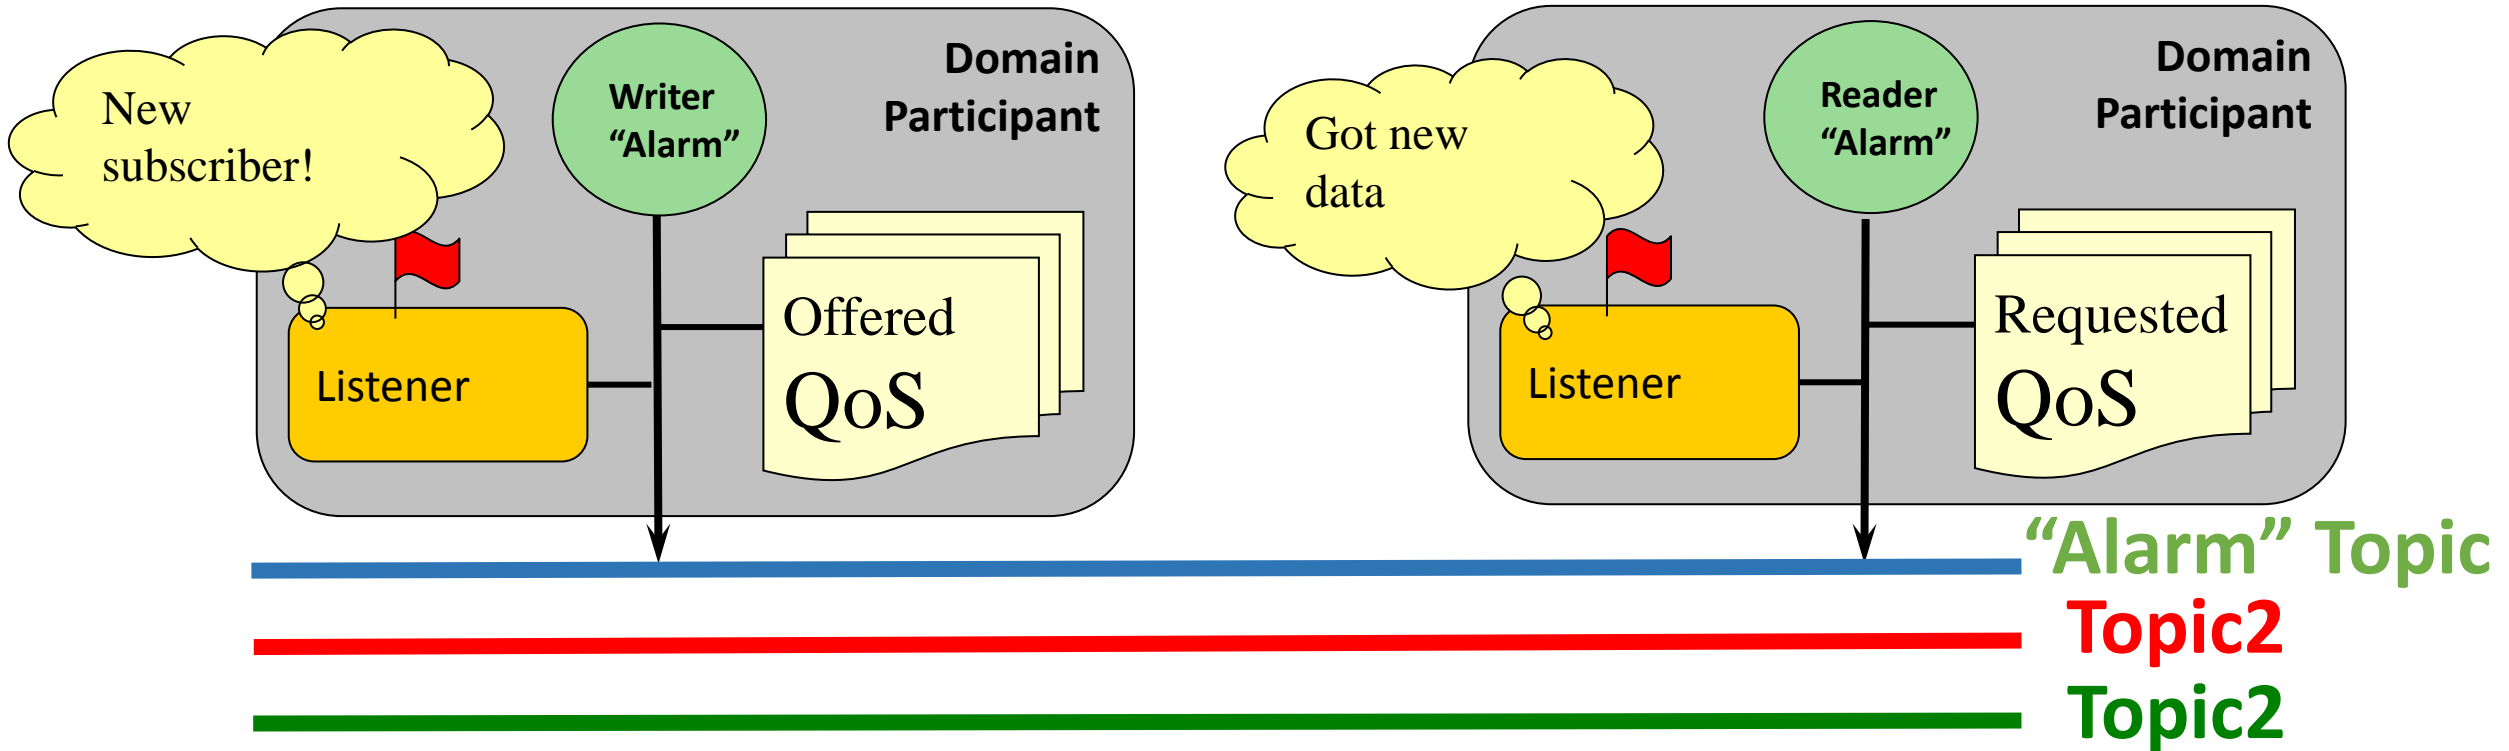 New
subscriber!
Writer
“Alarm”
Domain
Participant
Offered
QoS
Listener
Got new
data
Reader
“Alarm”
Domain
Participant
Requested
QoS
Listener
“Alarm” Topic
Topic2
Topic2